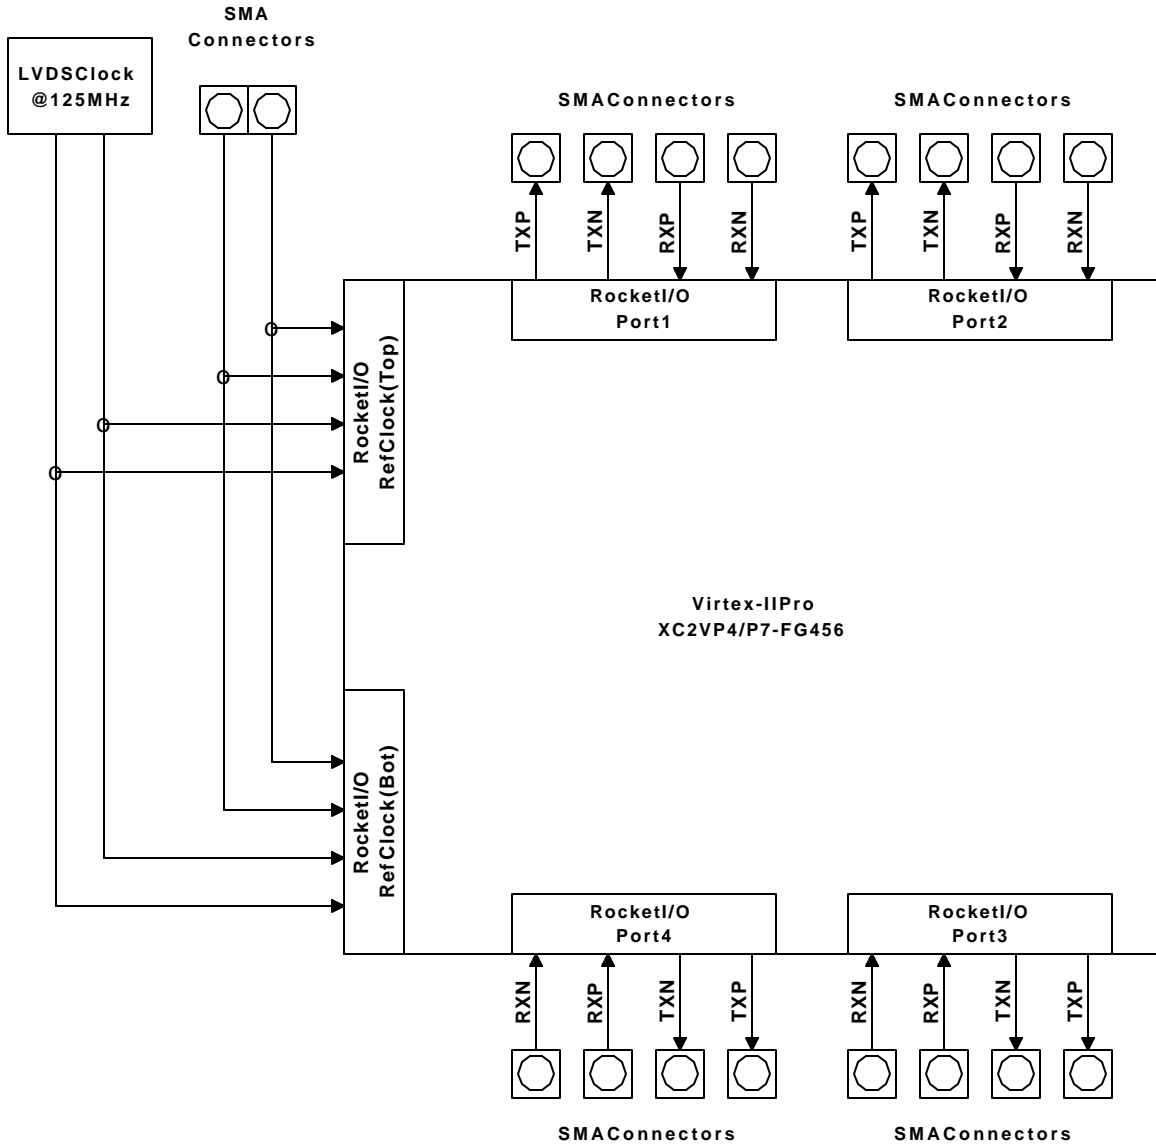 SMA
Connectors
LVDSClock
@125MHz
SMAConnectors
SMAConnectors
TXP
TXN
RXP
RXN
TXP
TXN
RXP
RXN
RocketI/O
Port1
RocketI/O
Port2
RocketI/O
RefClock(Top)
Virtex-IIPro
XC2VP4/P7-FG456
RocketI/O
RefClock(Bot)
RocketI/O
Port4
RocketI/O
Port3
RXN
RXP
TXN
TXP
RXN
RXP
TXN
TXP
SMAConnectors
SMAConnectors